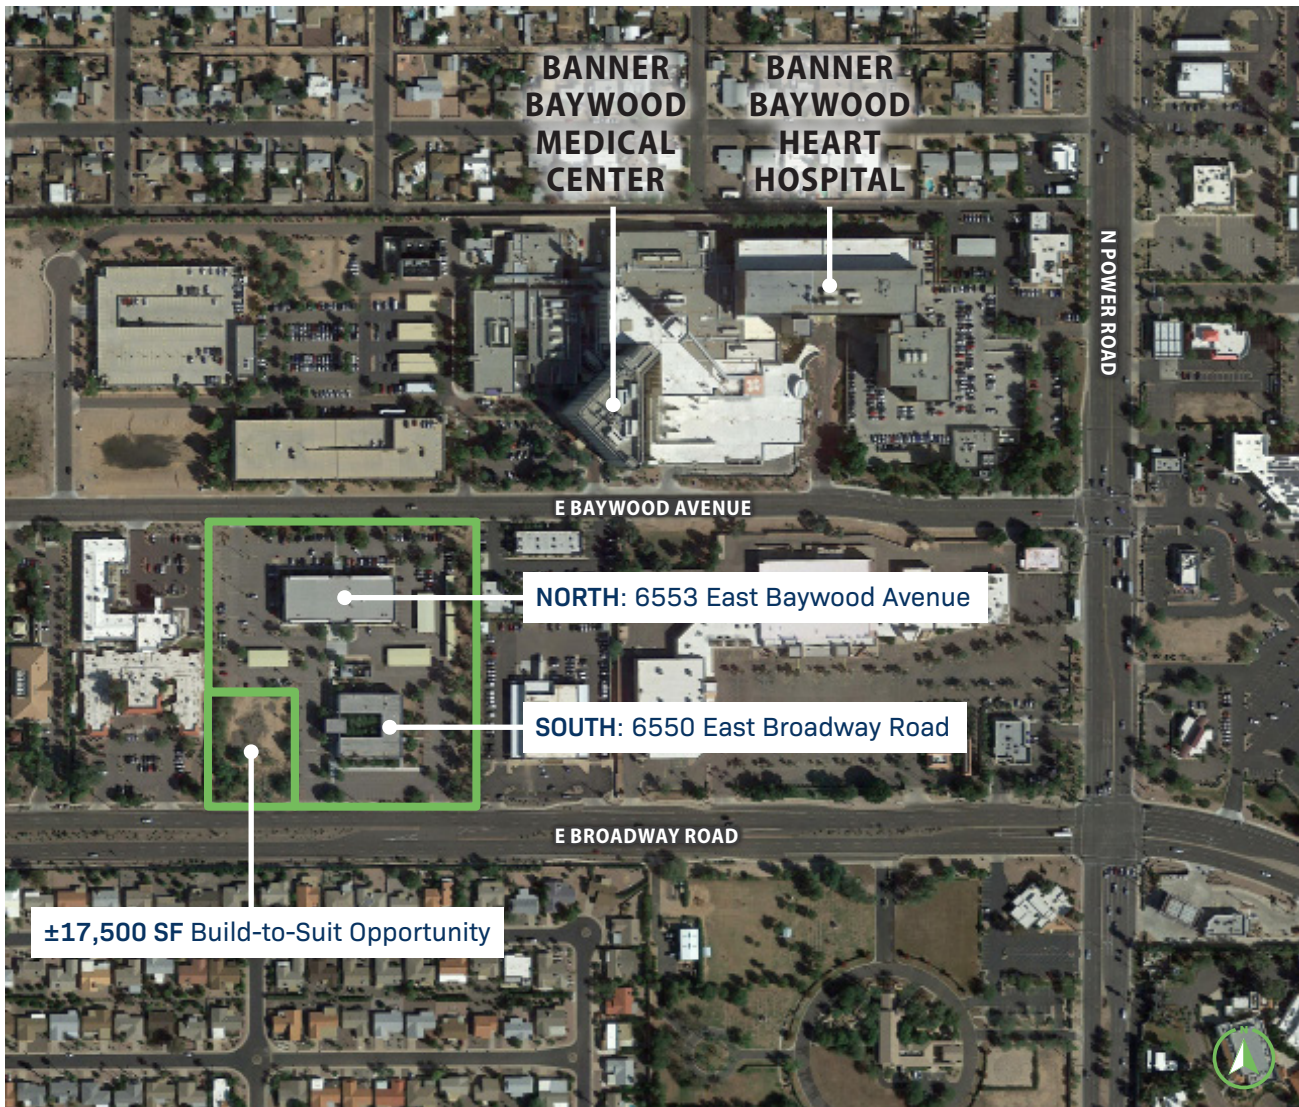 BANNER
BAYWOOD
MEDICAL
CENTER
BANNER
BAYWOOD
HEART
HOSPITAL
N POWER ROAD
E BAYWOOD AVENUE
NORTH: 6553 East Baywood Avenue
SOUTH: 6550 East Broadway Road
E BROADWAY ROAD
±17,500 SF Build-to-Suit Opportunity
N